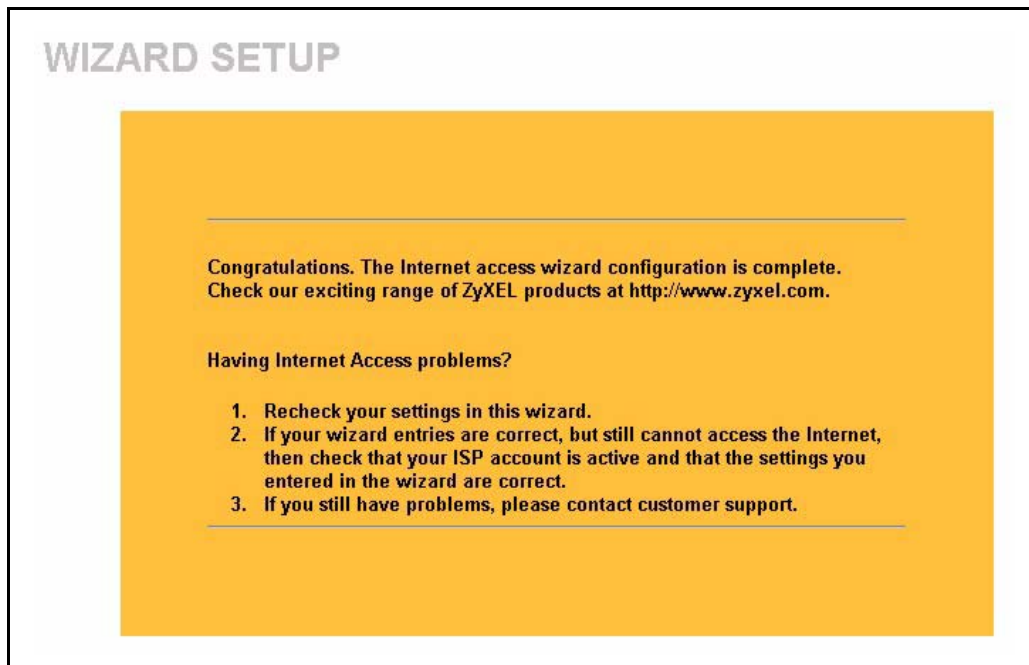 WIZARD SETUP
Congratulations. The Internet access wizard configuration is complete.
Check our exciting range of ZyXEL products at http://www.zyxel.com.
Having Internet Access problems?
1. Recheck your settings in this wizard.
2. If your wizard entries are correct, but still cannot access the Internet,
then check that your ISP account is active and that the settings you
entered in the wizard are correct.
3. If you still have problems, please contact customer support.